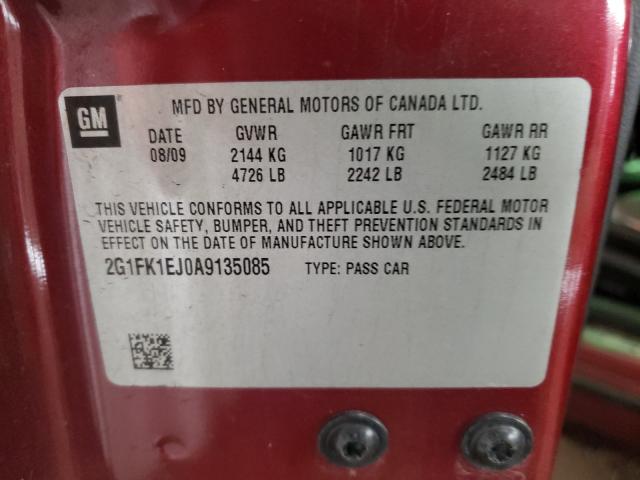 GM
MFD BY GENERAL MOTORS OF CANADA LTD.
DATE GVWR GAWR FRT GAWR RR
08/09 2144 KG 1017 KG 1127 KG
4726 LB 2242 LB 2484 LB
THIS VEHICLE CONFORMS TO ALL APPLICABLE U.S. FEDERAL MOTOR
VEHICLE SAFETY, BUMPER, AND THEFT PREVENTION STANDARDS IN
EFFECT ON THE DATE OF MANUFACTURE SHOWN ABOVE.
2G1FK1EJ0A9135085 TYPE: PASS CAR